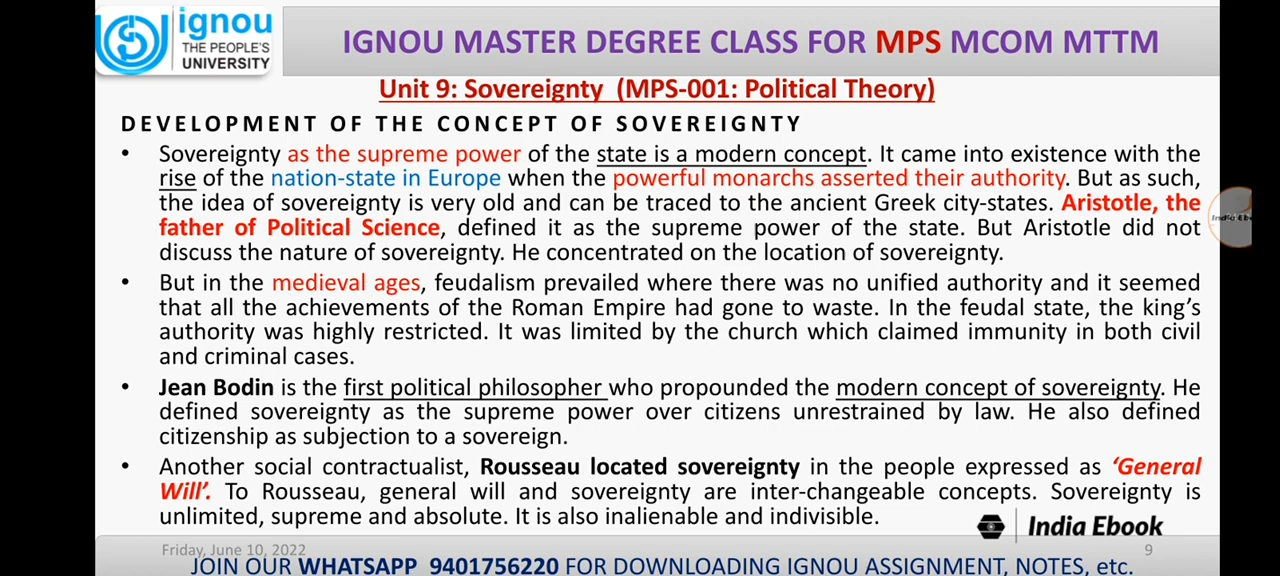 ignou
THE PEOPLE'S
UNIVERSITY
IGNOU MASTER DEGREE CLASS FOR MPS MCOM MTTM
Unit 9: Sovereignty (MPS-001: Political Theory)
DEVELOPMENT OF THE CONCEPT OF SOVEREIGNTY
• Sovereignty as the supreme power of the state is a modern concept. It came into existence with the
rise of the nation-state in Europe when the powerful monarchs asserted their authority. But as such,
the idea of sovereignty is very old and can be traced to the ancient Greek city-states. Aristotle, the
father of Political Science, defined it as the supreme power of the state. But Aristotle did not
discuss the nature of sovereignty. He concentrated on the location of sovereignty.
• But in the medieval ages, feudalism prevailed where there was no unified authority and it seemed
that all the achievements of the Roman Empire had gone to waste. In the feudal state, the king's
authority was highly restricted. It was limited by the church which claimed immunity in both civil
and criminal cases.
• Jean Bodin is the first political philosopher who propounded the modern concept of sovereignty. He
defined sovereignty as the supreme power over citizens unrestrained by law. He also defined
citizenship as subjection to a sovereign.
• Another social contractualist, Rousseau located sovereignty in the people expressed as 'General
Will'. To Rousseau, general will and sovereignty are inter-changeable concepts. Sovereignty is
unlimited, supreme and absolute. It is also inalienable and indivisible.
India Ebook
Friday, June 10, 2022
9
JOIN OUR WHATSAPP 9401756220 FOR DOWNLOADING IGNOU ASSIGNMENT, NOTES, etc.